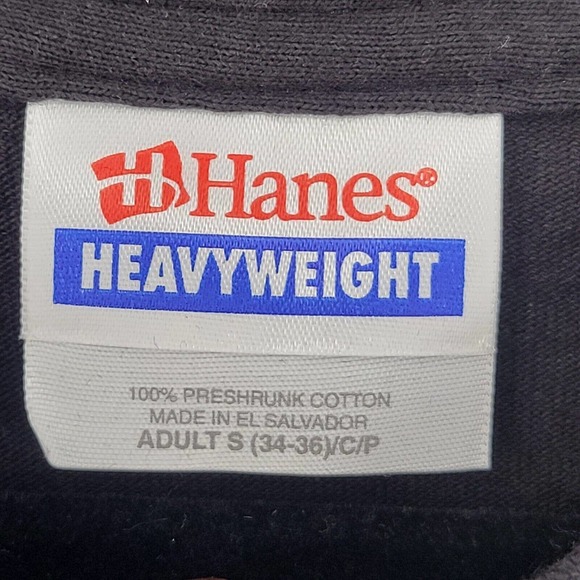 Hanes®
HEAVYWEIGHT
100% PRESHRUNK COTTON
MADE IN EL SALVADOR
ADULT S (34-36)/C/P